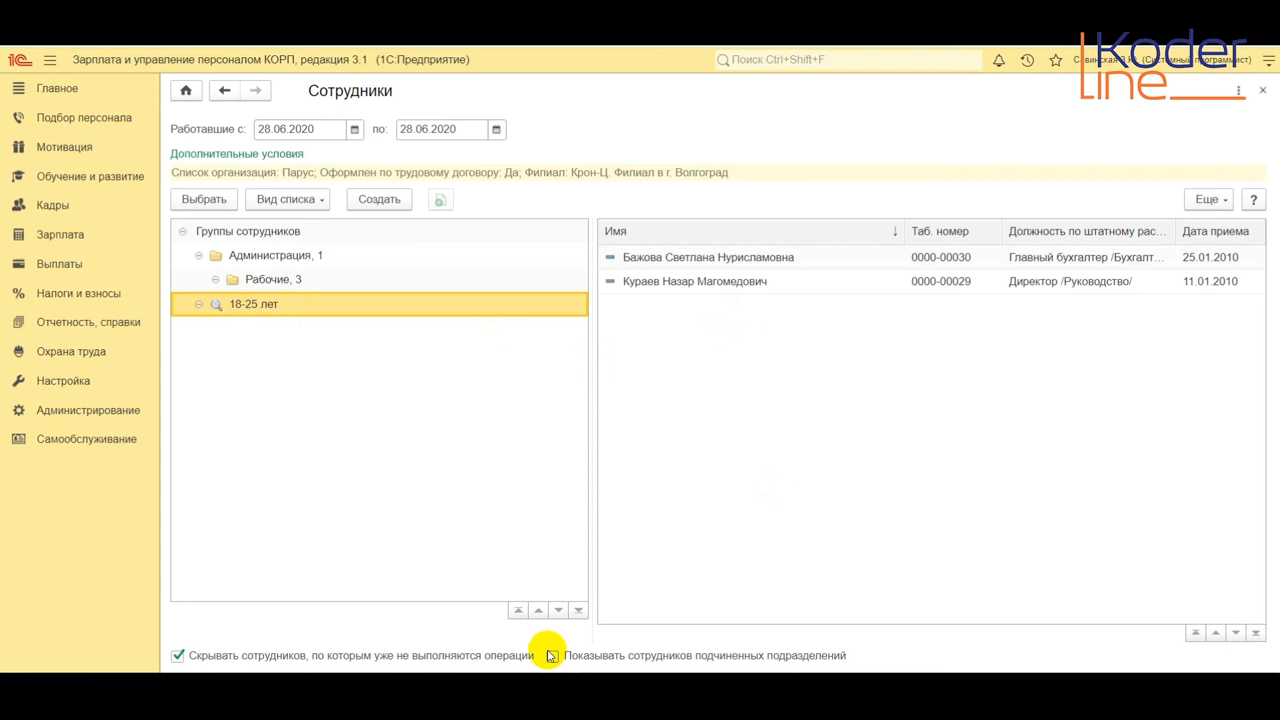 Koder
line
1С Зарплата и управление персоналом КОРП, редакция 3.1 (1С:Предприятие)
Поиск Ctrl+Shift+F
(Системный программист)
Главное
Подбор персонала
Мотивация
Обучение и развитие
Кадры
Зарплата
Выплаты
Налоги и взносы
Отчетность, справки
Охрана труда
Настройка
Администрирование
Самообслуживание
Сотрудники
Работавшие с: 28.06.2020 по: 28.06.2020
Дополнительные условия
Список организация: Парус; Оформлен по трудовому договору: Да; Филиал: Крон-Ц. Филиал в г. Волгоград
Выбрать Вид списка Создать Еще ?
Группы сотрудников
Администрация, 1
Рабочие, 3
18-25 лет
Имя ↓ Таб. номер Должность по штатному рас... Дата приема
Бажова Светлана Нурисламовна 0000-00030 Главный бухгалтер /Бухгалт... 25.01.2010
Кураев Назар Магомедович 0000-00029 Директор /Руководство/ 11.01.2010
Скрывать сотрудников, по которым уже не выполняются операции Показывать сотрудников подчиненных подразделений